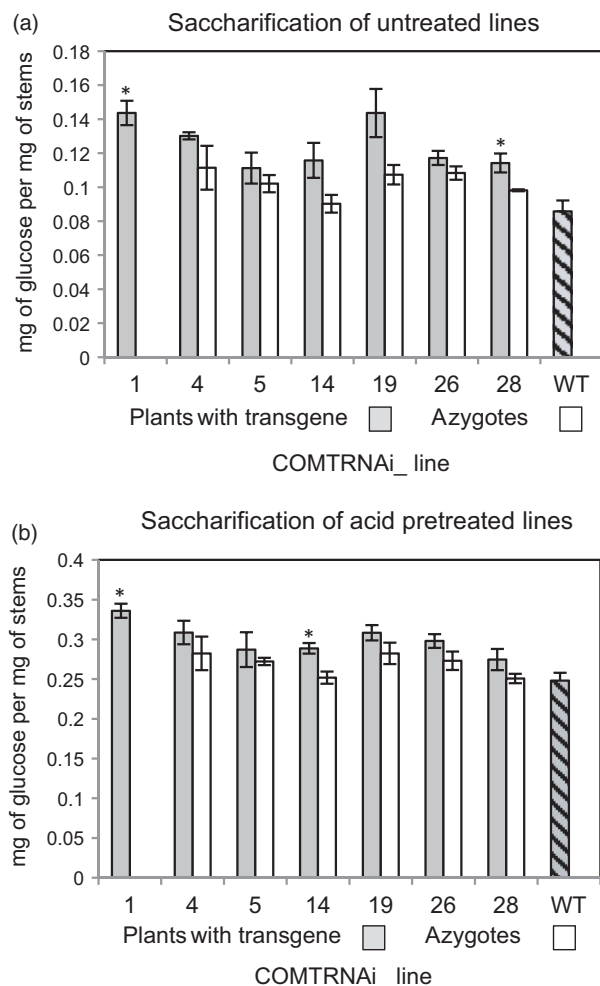 (a) Saccharification of untreated lines
mg of glucose per mg of stems
0.18
0.16
0.14
0.12
0.1
0.08
0.06
0.04
0.02
0
* *
1 4 5 14 19 26 28 WT
Plants with transgene Azygotes
COMTRNAi_ line
(b) Saccharification of acid pretreated lines
mg of glucose per mg of stems
0.4
0.35
0.3
0.25
0.2
0.15
0.1
0.05
0
* *
1 4 5 14 19 26 28 WT
Plants with transgene Azygotes
COMTRNAi line